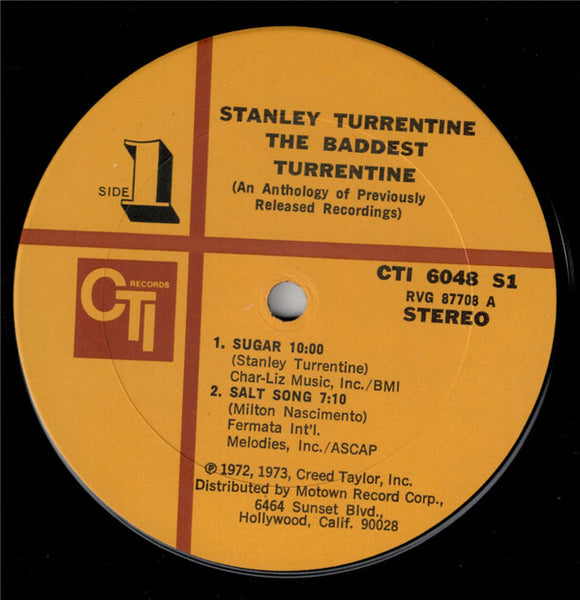 STANLEY TURRENTINE
THE BADDEST
TURRENTINE
(An Anthology of Previously
Released Recordings)
SIDE 1
CTI RECORDS
CTI 6048 S1
RVG 87708 A
STEREO
1. SUGAR 10:00
(Stanley Turrentine)
Char-Liz Music, Inc./BMI
2. SALT SONG 7:10
(Milton Nascimento)
Fermata Int'l.
Melodies, Inc./ASCAP
℗ 1972, 1973, Creed Taylor, Inc.
Distributed by Motown Record Corp.,
6464 Sunset Blvd.,
Hollywood, Calif. 90028